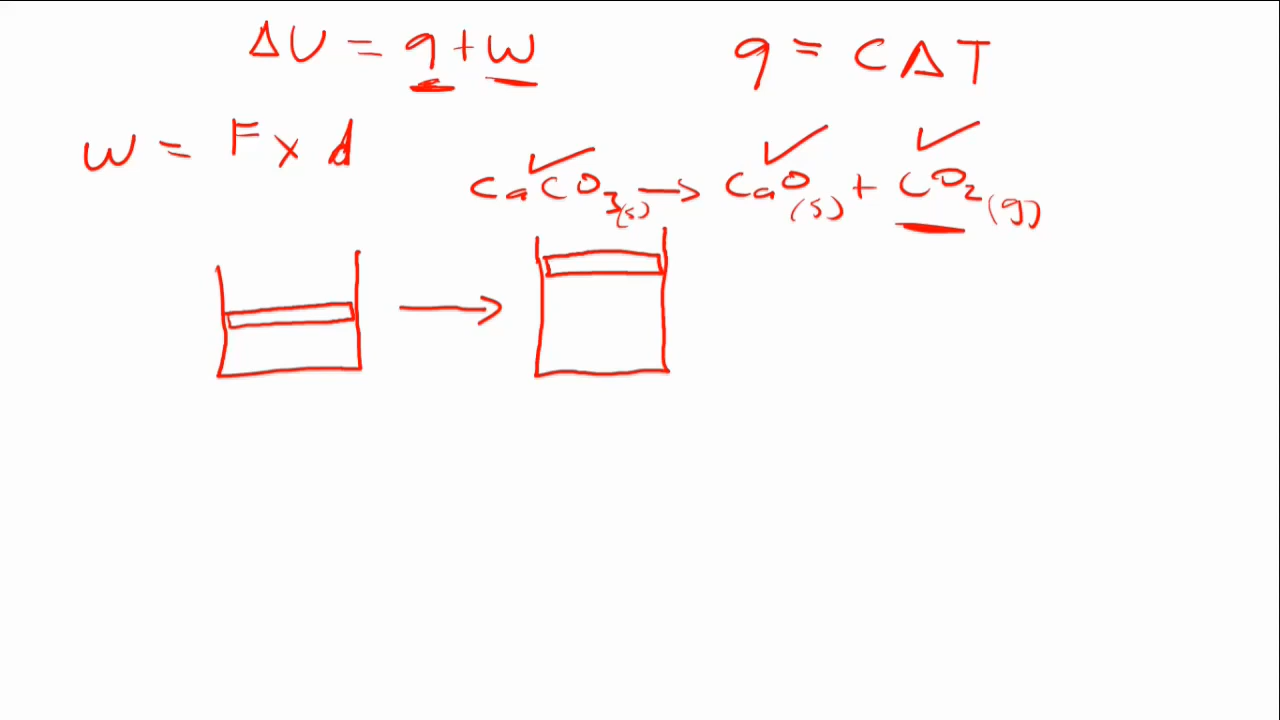 ΔU = q + w
q = CΔT
w = F x d
CaCO₃(s) → CaO(s) + CO₂(g)